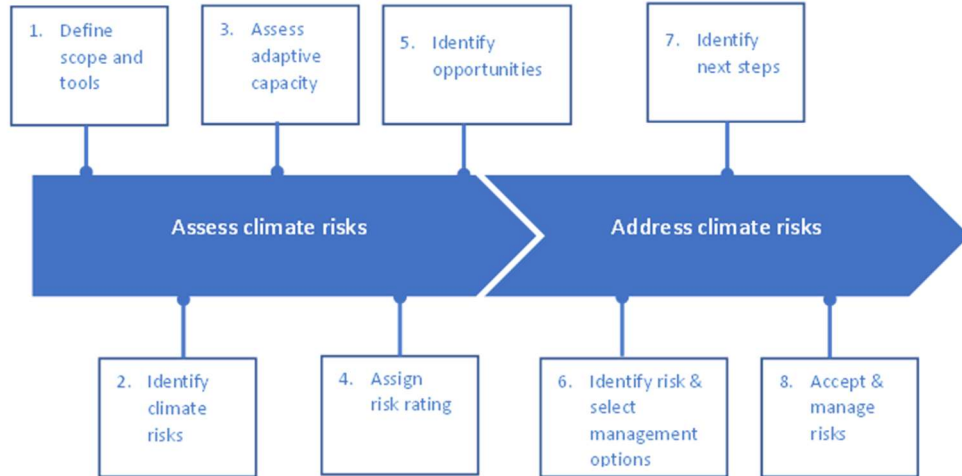 1. Define
scope and
tools
3. Assess
adaptive
capacity
5. Identify
opportunities
7. Identify
next steps
Assess climate risks
Address climate risks
2. Identify
climate
risks
4. Assign
risk rating
6. Identify risk &
select
management
options
8. Accept &
manage
risks